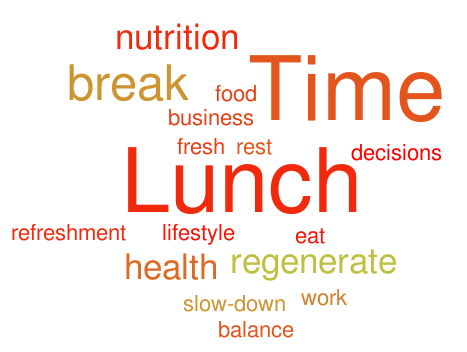 nutrition
Time
break
food
business
fresh rest
decisions
Lunch
refreshment lifestyle eat
health regenerate
slow-down work
balance